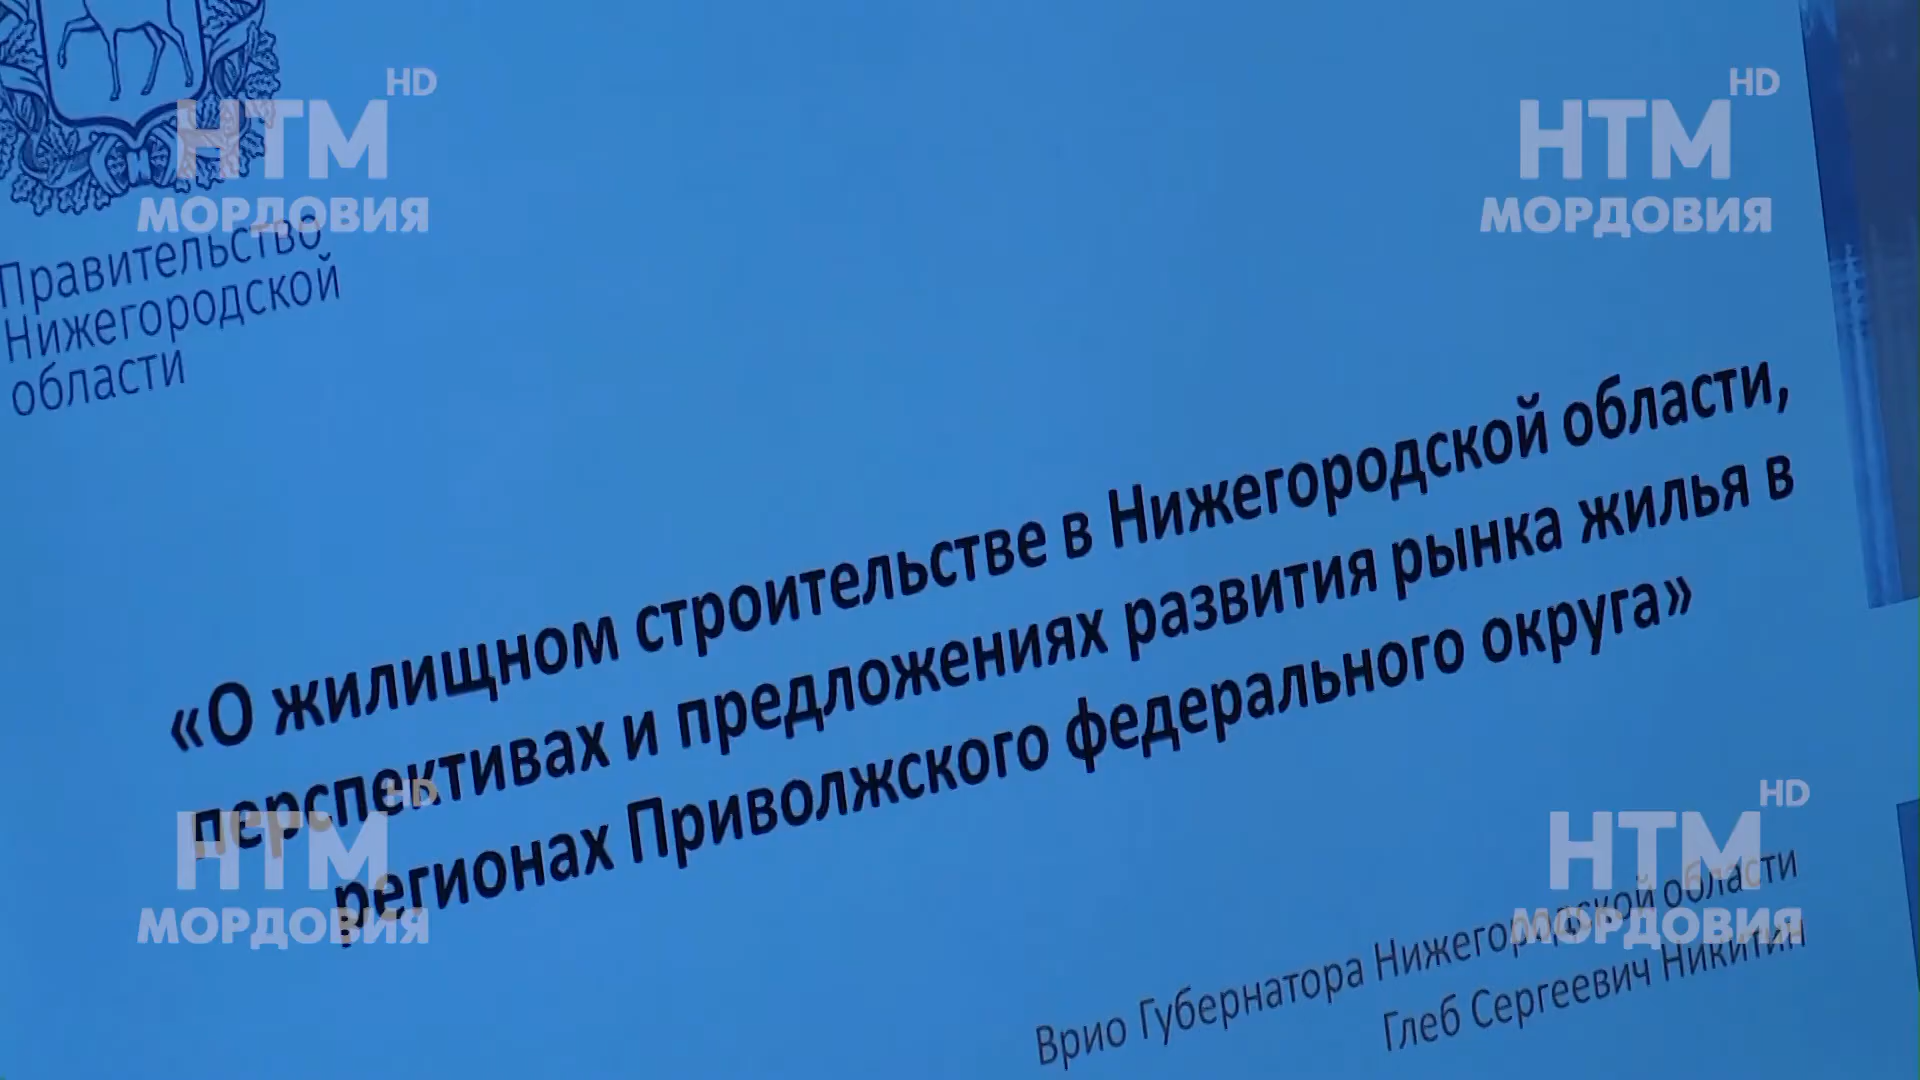 HD
НТМ
МОРДОВИЯ
HD
НТМ
МОРДОВИЯ
Правительство
Нижегородской
области
«О жилищном строительстве в Нижегородской области,
перспективах и предложениях развития рынка жилья в
регионах Приволжского федерального округа»
HD
НТМ
МОРДОВИЯ
HD
НТМ
МОРДОВИЯ
Врио Губернатора Нижегородской области
Глеб Сергеевич Никитин